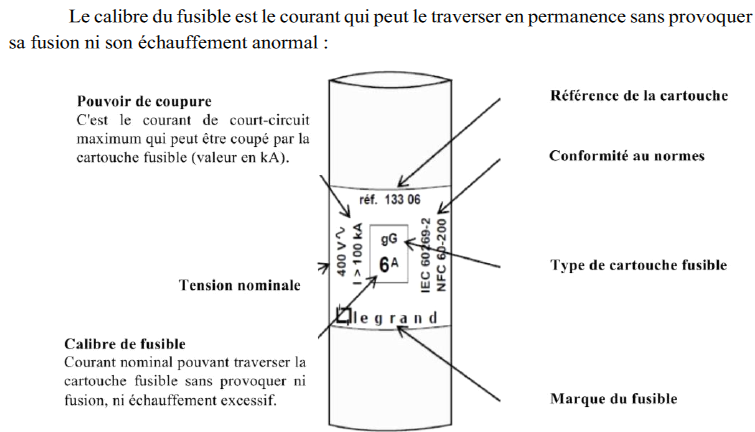 Le calibre du fusible est le courant qui peut le traverser en permanence sans provoquer
sa fusion ni son échauffement anormal :
Pouvoir de coupure
C'est le courant de court-circuit
maximum qui peut être coupé par la
cartouche fusible (valeur en kA).
Tension nominale
Calibre de fusible
Courant nominal pouvant traverser la
cartouche fusible sans provoquer ni
fusion, ni échauffement excessif.
réf. 133 06
400 V ~
I > 100 kA
gG
6A
IEC 60269-2
NFC 60-200
legrand
Référence de la cartouche
Conformité au normes
Type de cartouche fusible
Marque du fusible